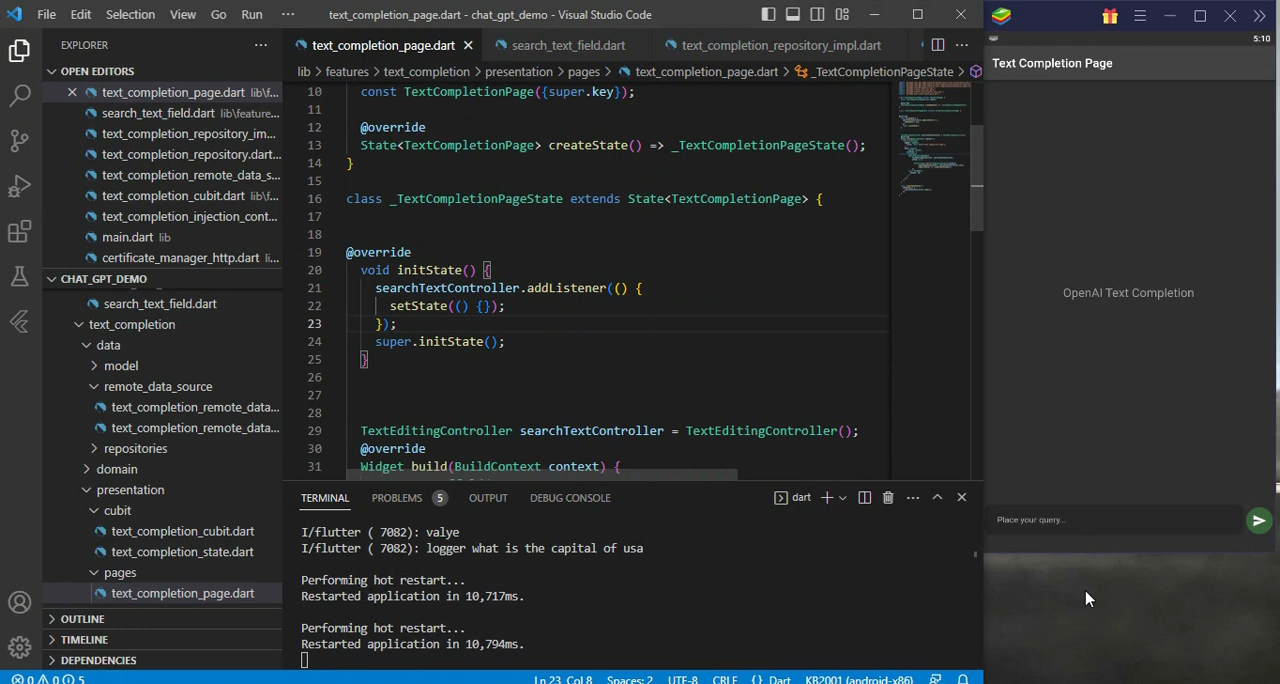 File Edit Selection View Go Run ··· text_completion_page.dart - chat_gpt_demo - Visual Studio Code
5:10
EXPLORER ···
text_completion_page.dart search_text_field.dart text_completion_repository_impl.dart ···
Text Completion Page
OPEN EDITORS
lib > features > text_completion > presentation > pages > text_completion_page.dart > _TextCompletionPageState >
text_completion_page.dart lib\f...
search_text_field.dart lib\feature...
text_completion_repository_im...
text_completion_repository.dart...
text_completion_remote_data_s...
text_completion_cubit.dart lib\f...
text_completion_injection_cont...
main.dart lib
certificate_manager_http.dart li...
CHAT_GPT_DEMO
search_text_field.dart
text_completion
data
model
remote_data_source
text_completion_remote_data...
text_completion_remote_data...
repositories
domain
presentation
cubit
text_completion_cubit.dart
text_completion_state.dart
pages
text_completion_page.dart
OUTLINE
TIMELINE
DEPENDENCIES
10 const TextCompletionPage({super.key});
11
12 @override
13 State<TextCompletionPage> createState() => _TextCompletionPageState();
14 }
15
16 class _TextCompletionPageState extends State<TextCompletionPage> {
17
18
19 @override
20 void initState() {
21 searchTextController.addListener(() {
22 setState(() {});
23 });
24 super.initState();
25 }
26
27
28
29 TextEditingController searchTextController = TextEditingController();
30 @override
31 Widget build(BuildContext context) {
TERMINAL PROBLEMS 5 OUTPUT DEBUG CONSOLE dart ···
I/flutter ( 7082): valye
I/flutter ( 7082): logger what is the capital of usa
Performing hot restart...
Restarted application in 10,717ms.
Performing hot restart...
Restarted application in 10,794ms.
OpenAI Text Completion
Place your query...
0 0 5 Ln 23, Col 8 Spaces: 2 UTF-8 CRLF {} Dart KB2001 (android-x86)